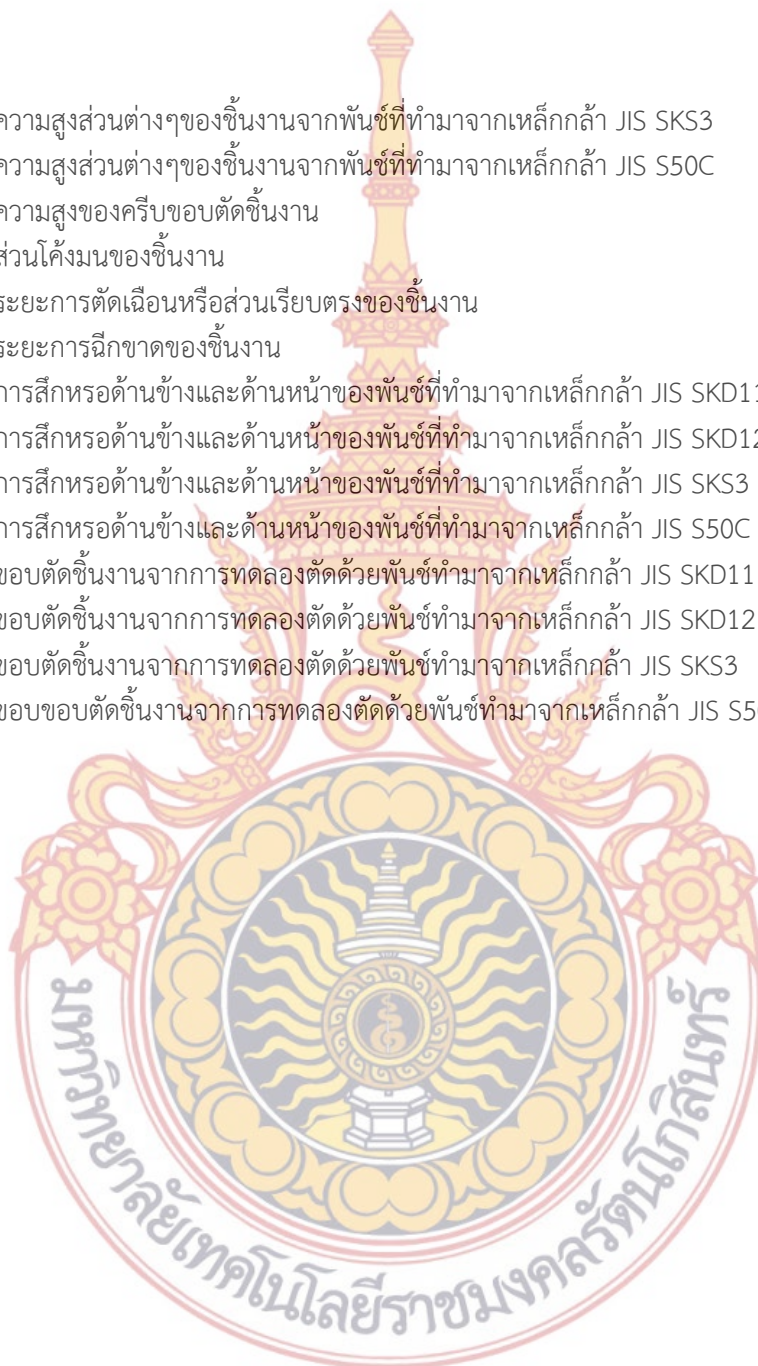 ความสูงส่วนต่างๆของชิ้นงานจากพันช์ที่ทำมาจากเหล็กกล้า JIS SKS3
ความสูงส่วนต่างๆของชิ้นงานจากพันช์ที่ทำมาจากเหล็กกล้า JIS S50C
ความสูงของครีบขอบตัดชิ้นงาน
ส่วนโค้งมนของชิ้นงาน
ระยะการตัดเฉือนหรือส่วนเรียบตรงของชิ้นงาน
ระยะการฉีกขาดของชิ้นงาน
การสึกหรอด้านข้างและด้านหน้าของพันช์ที่ทำมาจากเหล็กกล้า JIS SKD11
การสึกหรอด้านข้างและด้านหน้าของพันช์ที่ทำมาจากเหล็กกล้า JIS SKD12
การสึกหรอด้านข้างและด้านหน้าของพันช์ที่ทำมาจากเหล็กกล้า JIS SKS3
การสึกหรอด้านข้างและด้านหน้าของพันช์ที่ทำมาจากเหล็กกล้า JIS S50C
ขอบตัดชิ้นงานจากการทดลองตัดด้วยพันช์ทำมาจากเหล็กกล้า JIS SKD11
ขอบตัดชิ้นงานจากการทดลองตัดด้วยพันช์ทำมาจากเหล็กกล้า JIS SKD12
ขอบตัดชิ้นงานจากการทดลองตัดด้วยพันช์ทำมาจากเหล็กกล้า JIS SKS3
ขอบขอบตัดชิ้นงานจากการทดลองตัดด้วยพันช์ทำมาจากเหล็กกล้า JIS S5
มหาวิทยาลัยเทคโนโลยีราชมงคลรัตนโกสินทร์